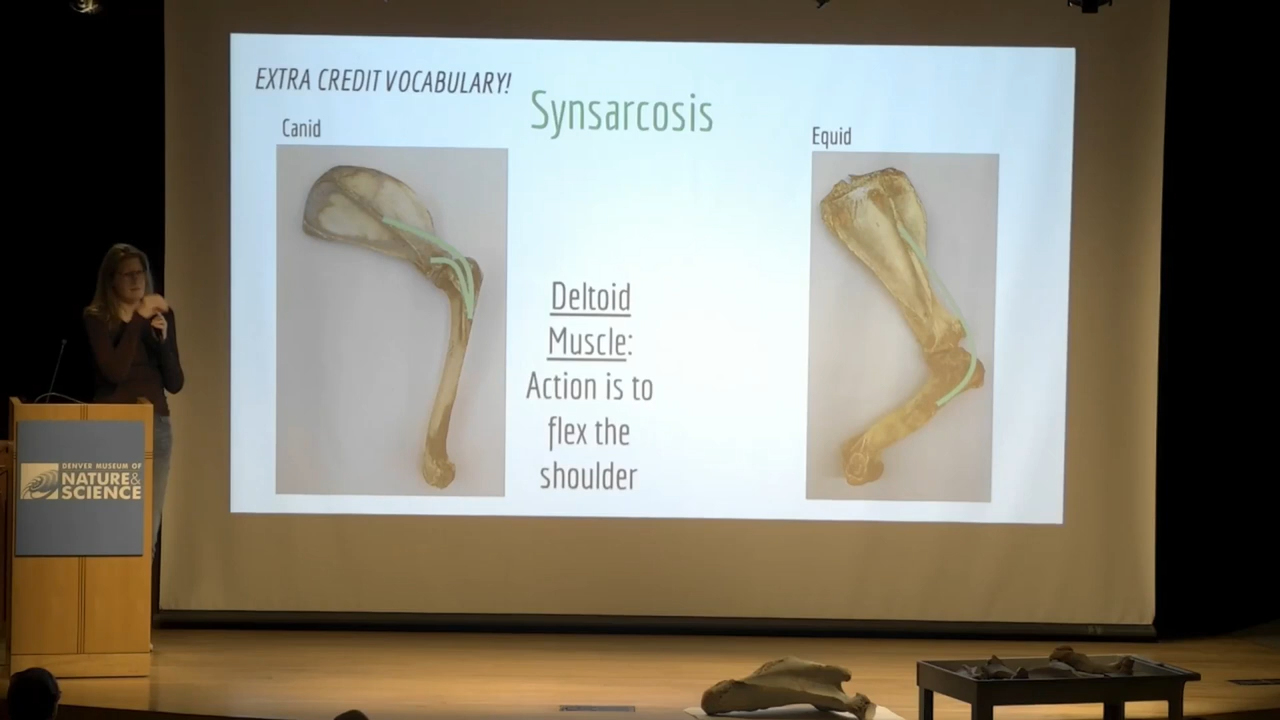 EXTRA CREDIT VOCABULARY!
Synsarcosis
Canid
Equid
Deltoid
Muscle:
Action is to
flex the
shoulder
DENVER MUSEUM OF
NATURE &
SCIENCE